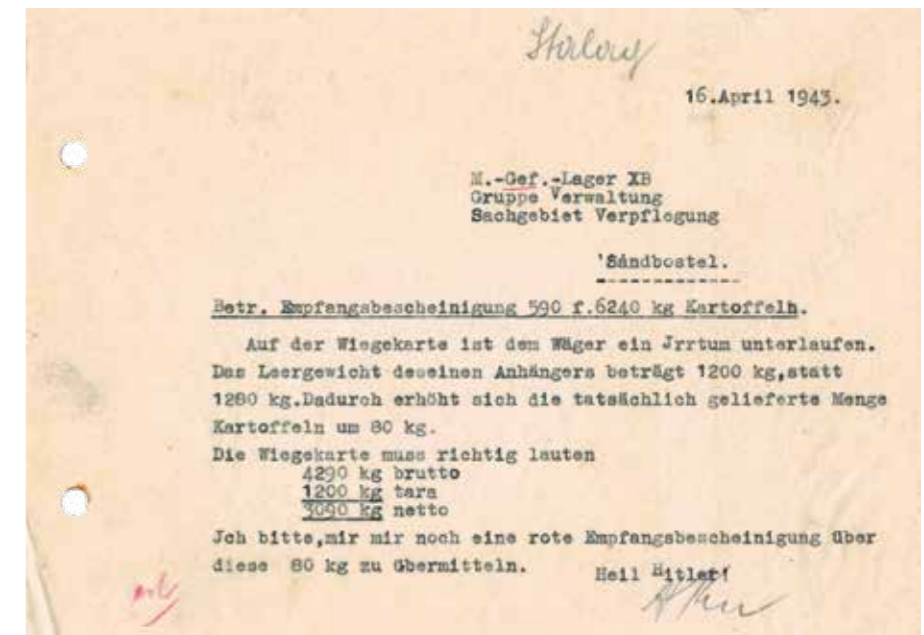 Stalag
16.April 1943.
M.-Gef.-Lager XB
Gruppe Verwaltung
Sachgebiet Verpflegung
Sandbostel.
Betr. Empfangsbescheinigung 590 f.6240 kg Kartoffeln.
Auf der Wiegekarte ist dem Wäger ein Jrrtum unterlaufen.
Das Leergewicht deseinen Anhängers beträgt 1200 kg,statt
1280 kg.Dadurch erhöht sich die tatsächlich gelieferte Menge
Kartoffeln um 80 kg.
Die Wiegekarte muss richtig lauten
4290 kg brutto
1200 kg tara
3090 kg netto
Jch bitte,mir mir noch eine rote Empfangsbescheinigung über
diese 80 kg zu übermitteln.
Heil Hitler!